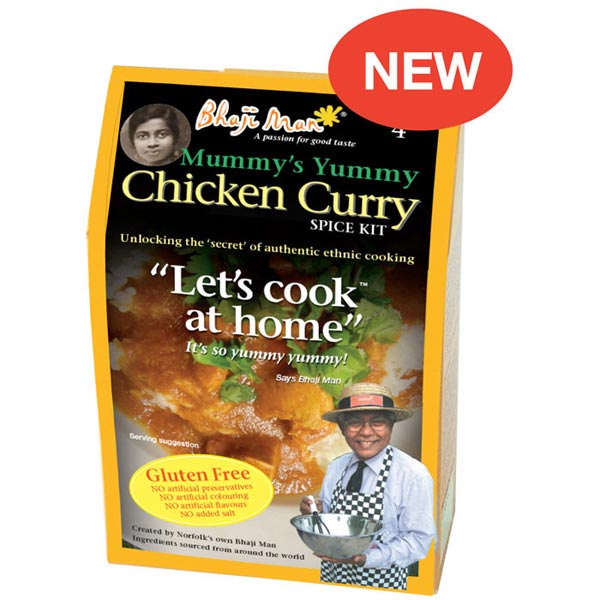 NEW
4
Bhaji Man®
A passion for good taste
Mummy's Yummy
Chicken Curry
SPICE KIT
Unlocking the 'secret' of authentic ethnic cooking
"Let's cook™
at home"
It's so yummy yummy!
Says Bhaji Man
Serving suggestion
Gluten Free
NO artificial preservatives
NO artificial colouring
NO artificial flavours
NO added salt
Created by Norfolk's own Bhaji Man
Ingredients sourced from around the world